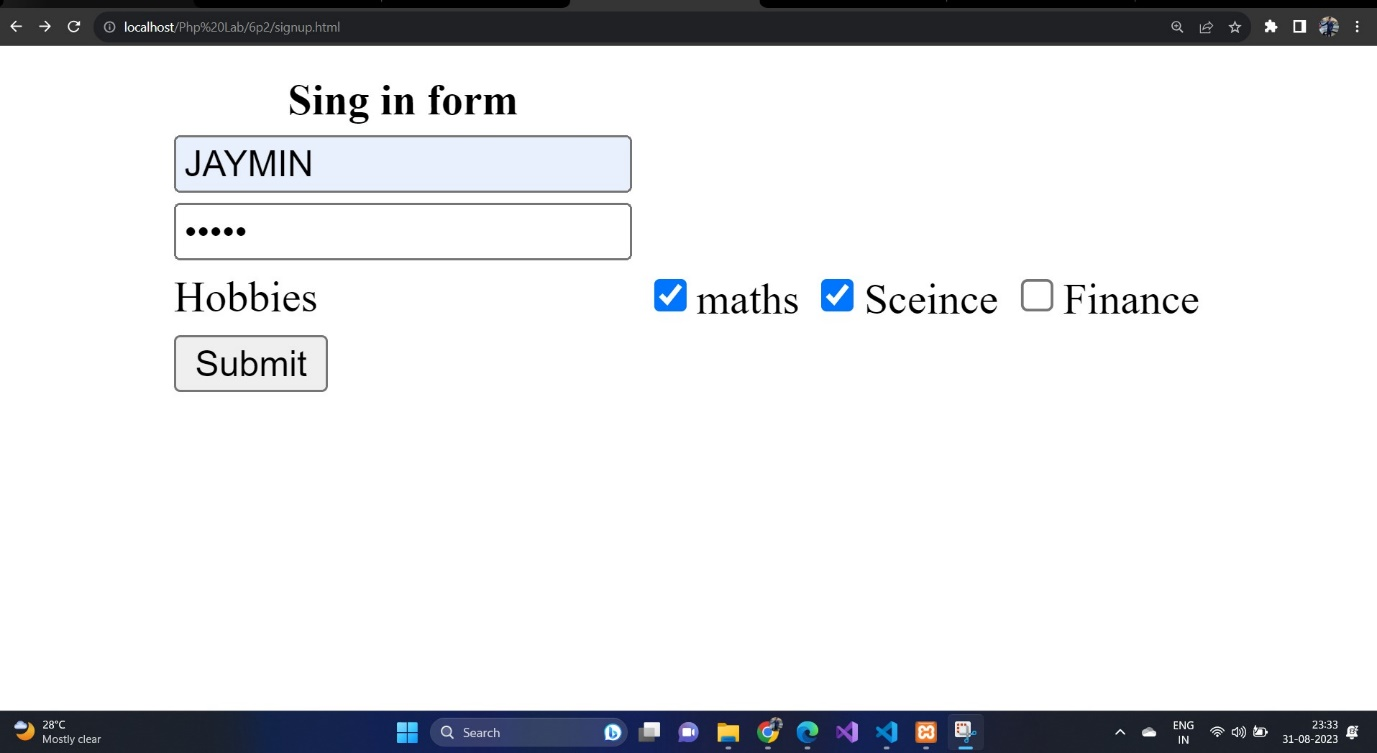 localhost/Php%20Lab/6p2/signup.html
Sing in form
JAYMIN
•••••
Hobbies maths Sceince Finance
Submit
28°C
Mostly clear
Search
ENG
IN
23:33
31-08-2023